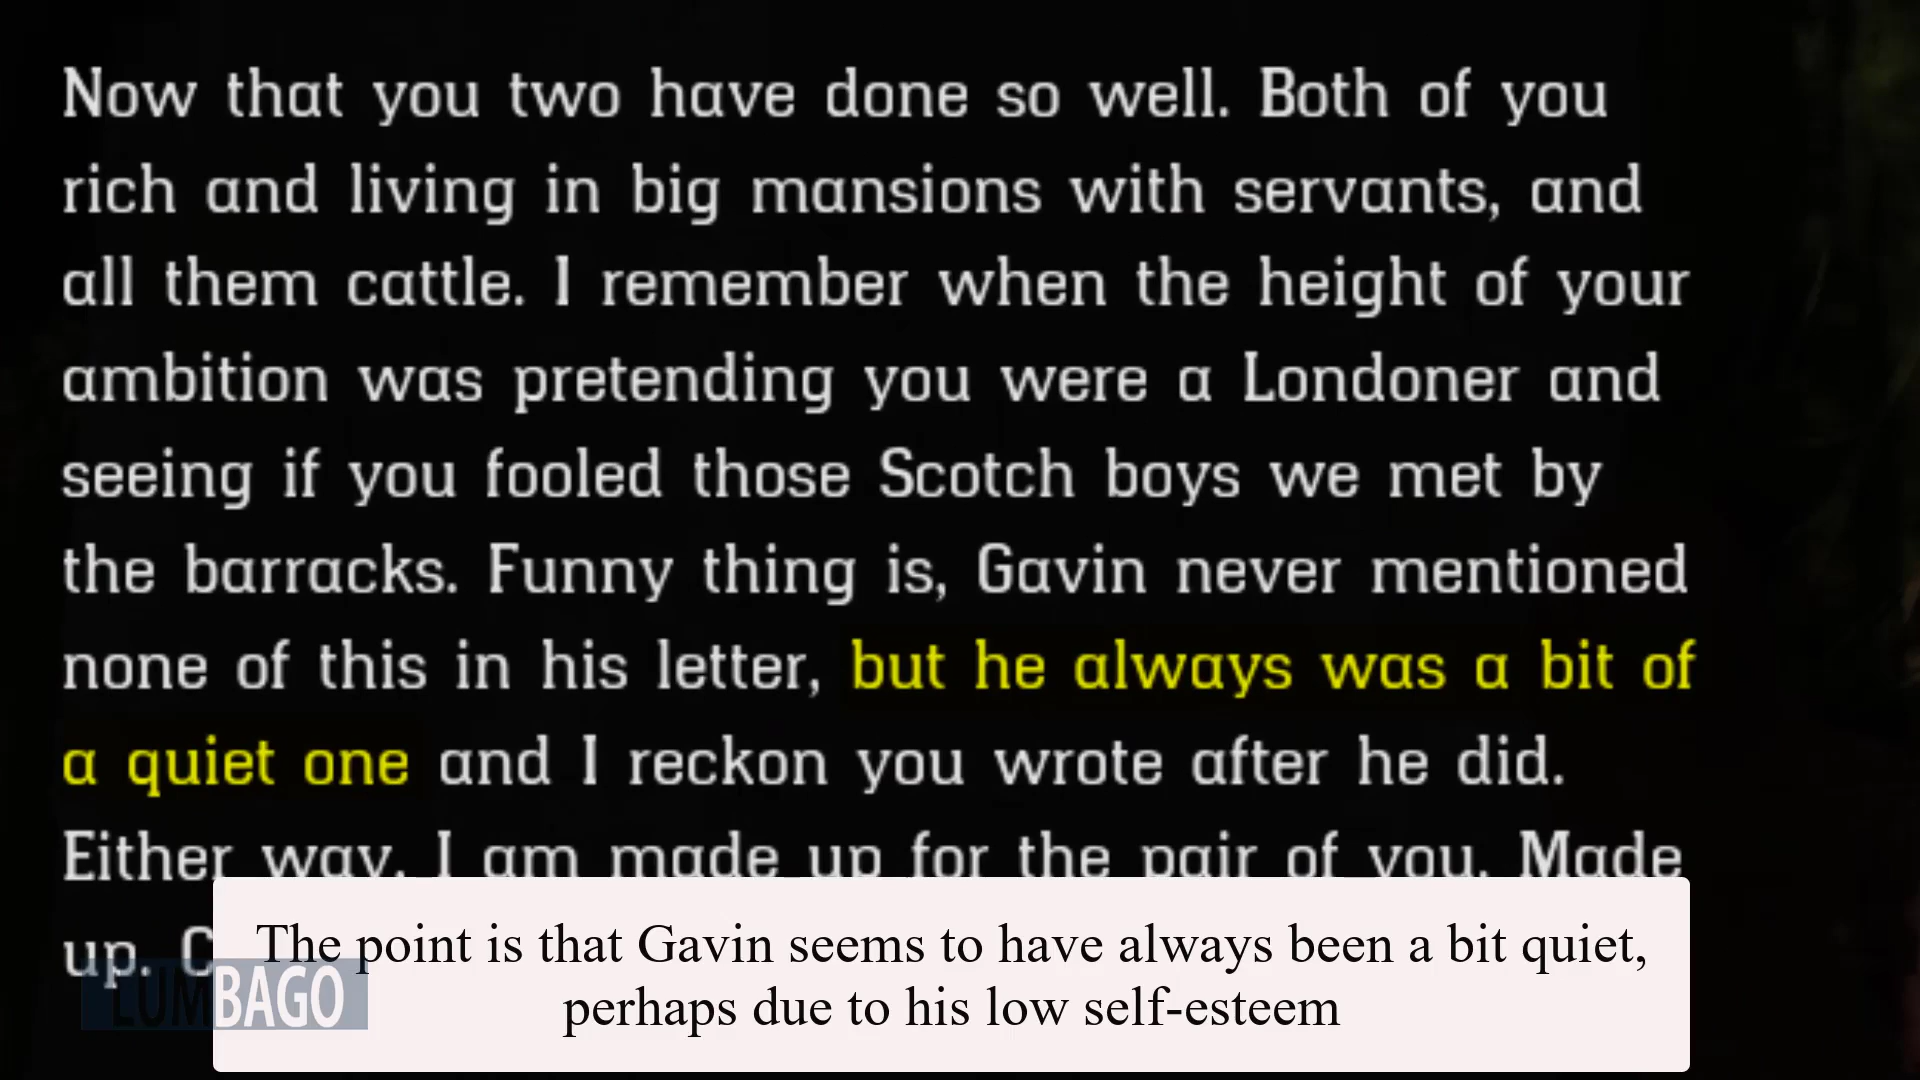 Now that you two have done so well. Both of you
rich and living in big mansions with servants, and
all them cattle. I remember when the height of your
ambition was pretending you were a Londoner and
seeing if you fooled those Scotch boys we met by
the barracks. Funny thing is, Gavin never mentioned
none of this in his letter, but he always was a bit of
a quiet one and I reckon you wrote after he did.
Either way, I am made up for the pair of you. Made
up.
The point is that Gavin seems to have always been a bit quiet,
perhaps due to his low self-esteem
LUMBAGO